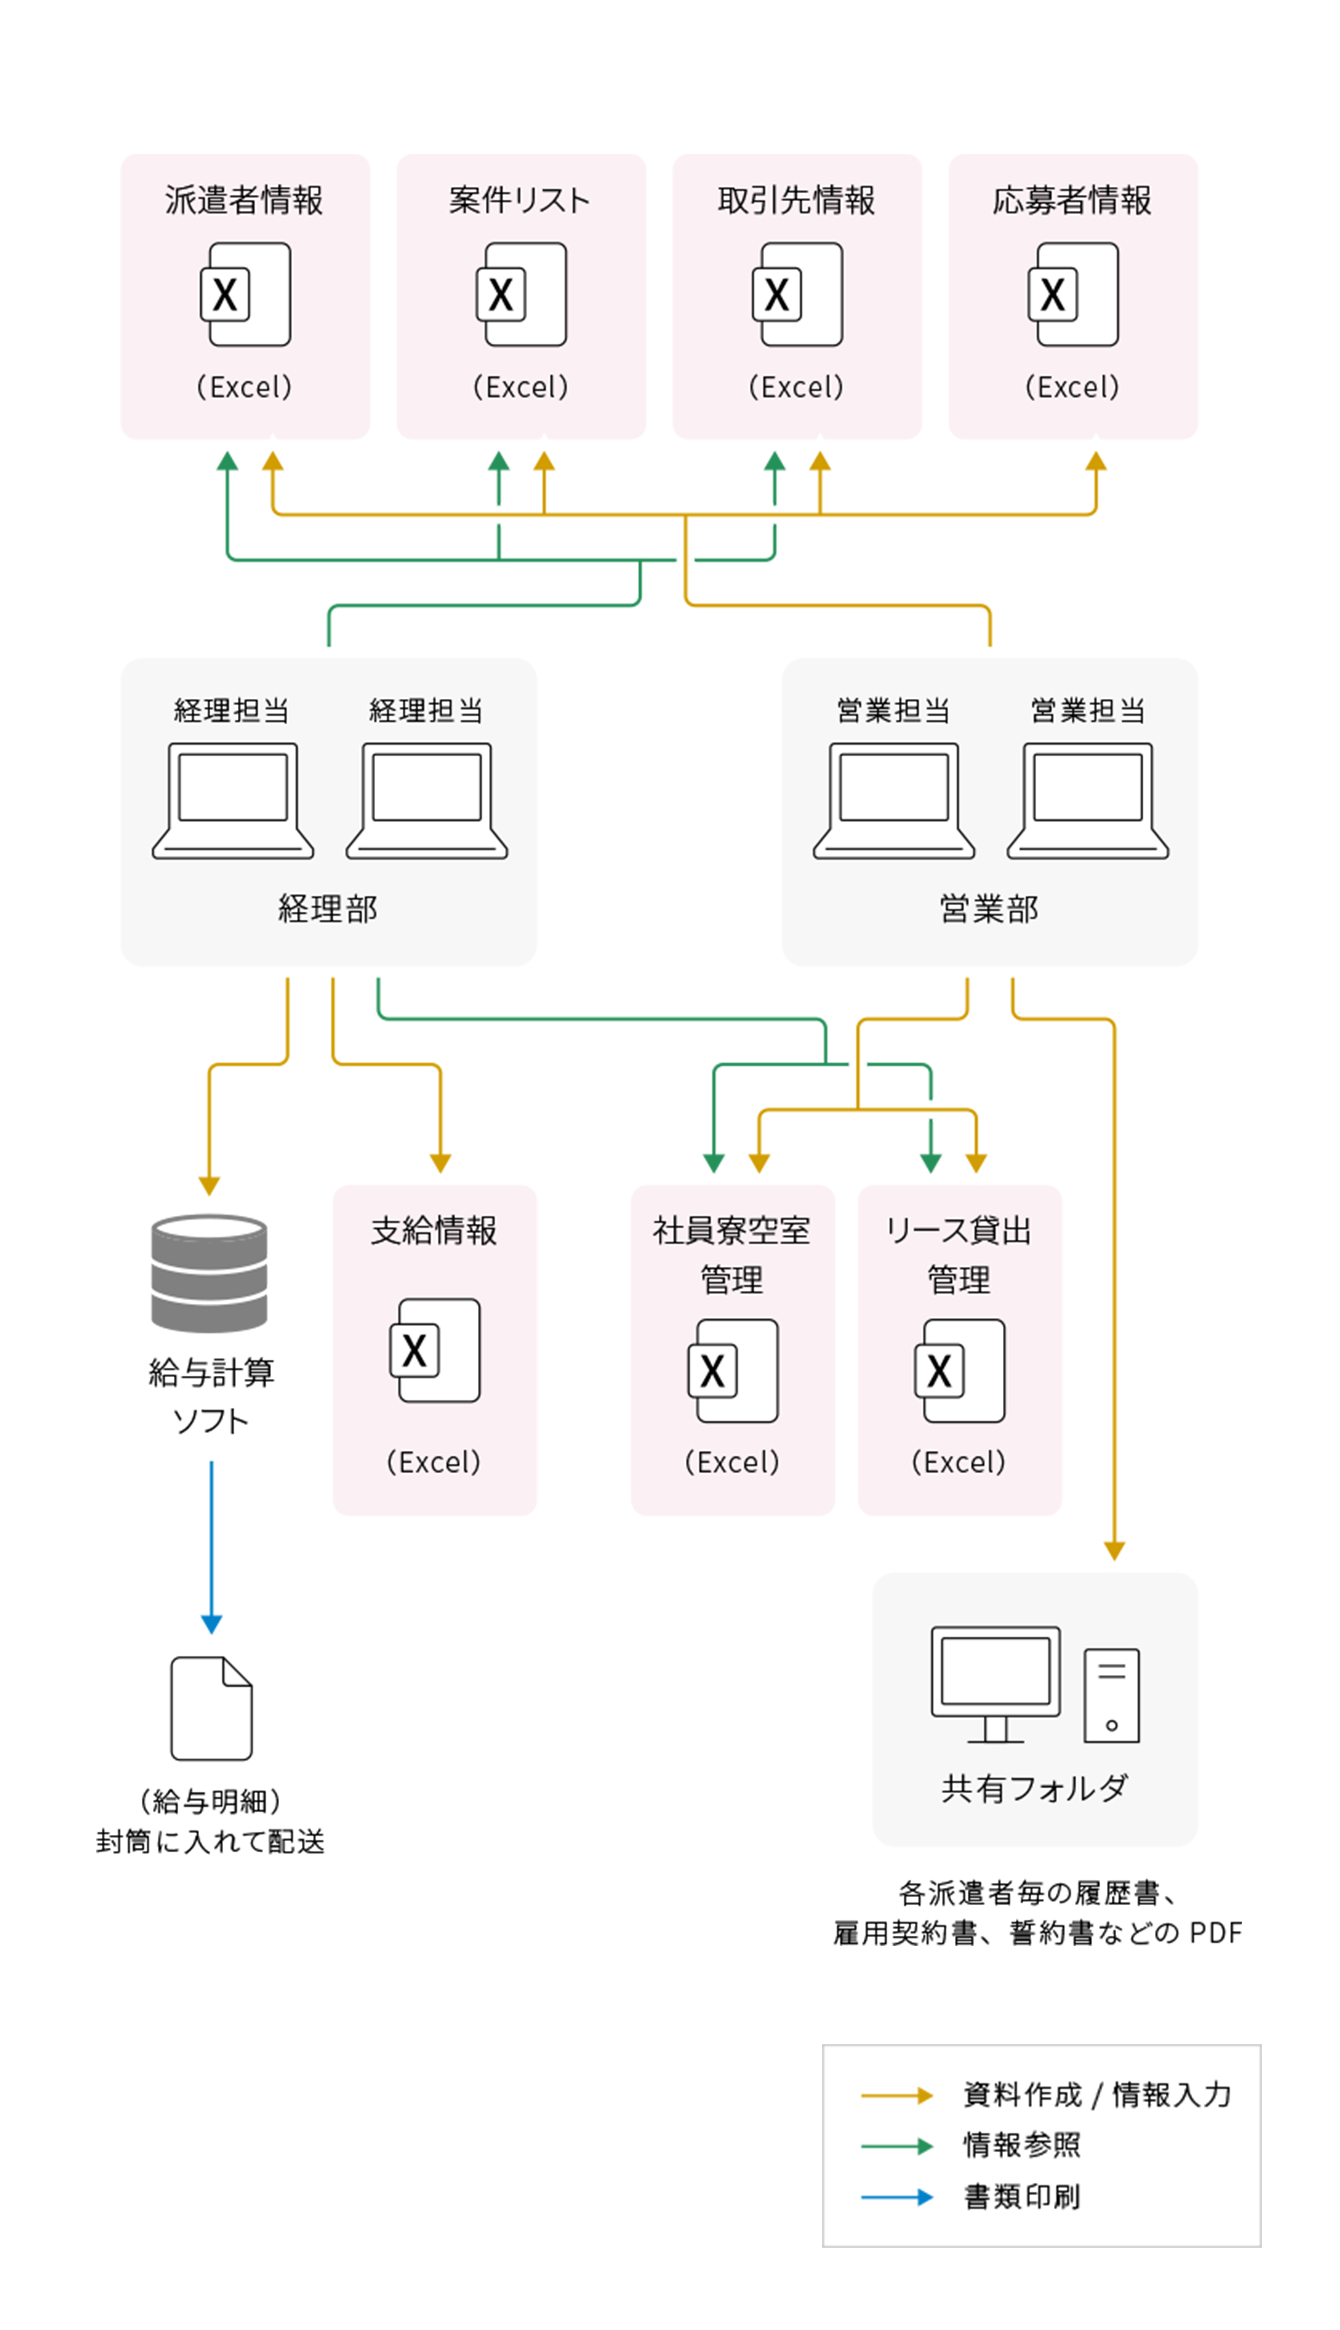 派遣者情報
案件リスト
取引先情報
応募者情報
X
X
X
X
（Excel）
（Excel）
（Excel）
（Excel）
経理担当
経理担当
営業担当
営業担当
経理部
営業部
支給情報
社員寮空室
管理
リース貸出
管理
X
X
X
（Excel）
（Excel）
（Excel）
給与計算
ソフト
（給与明細）
封筒に入れて配送
共有フォルダ
各派遣者毎の履歴書、
雇用契約書、誓約書などの PDF
資料作成 / 情報入力
情報参照
書類印刷